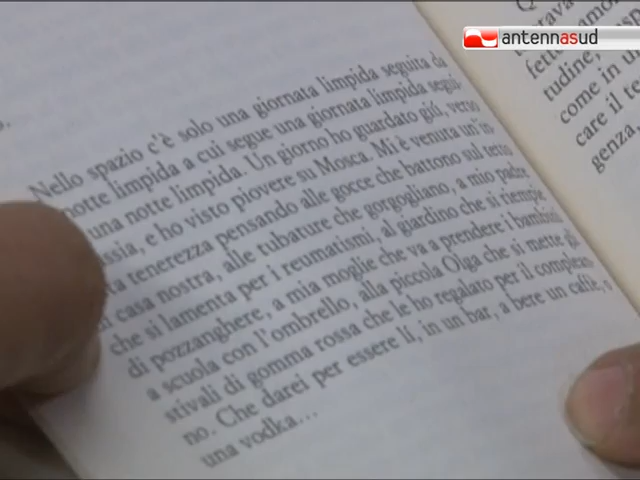 antennasud
Nello spazio c'è solo una giornata limpida seguita da
notte limpida a cui segue una giornata limpida segui-
una notte limpida. Un giorno ho guardato giù, verso
ssia, e ho visto piovere su Mosca. Mi è venuta un'in
ta tenerezza pensando alle gocce che battono sul tetto
casa nostra, alle tubature che gorgogliano, a mio padre
che si lamenta per i reumatismi, al giardino che si riempie
di pozzanghere, a mia moglie che va a prendere i bambini
a scuola con l'ombrello, alla piccola Olga che si mette gli
stivali di gomma rossa che le ho regalato per il complean
no. Che darei per essere lì, in un bar, a bere un caffè, o
una vodka...
trava
fett amo
tudine,
come in u
care il te
genza